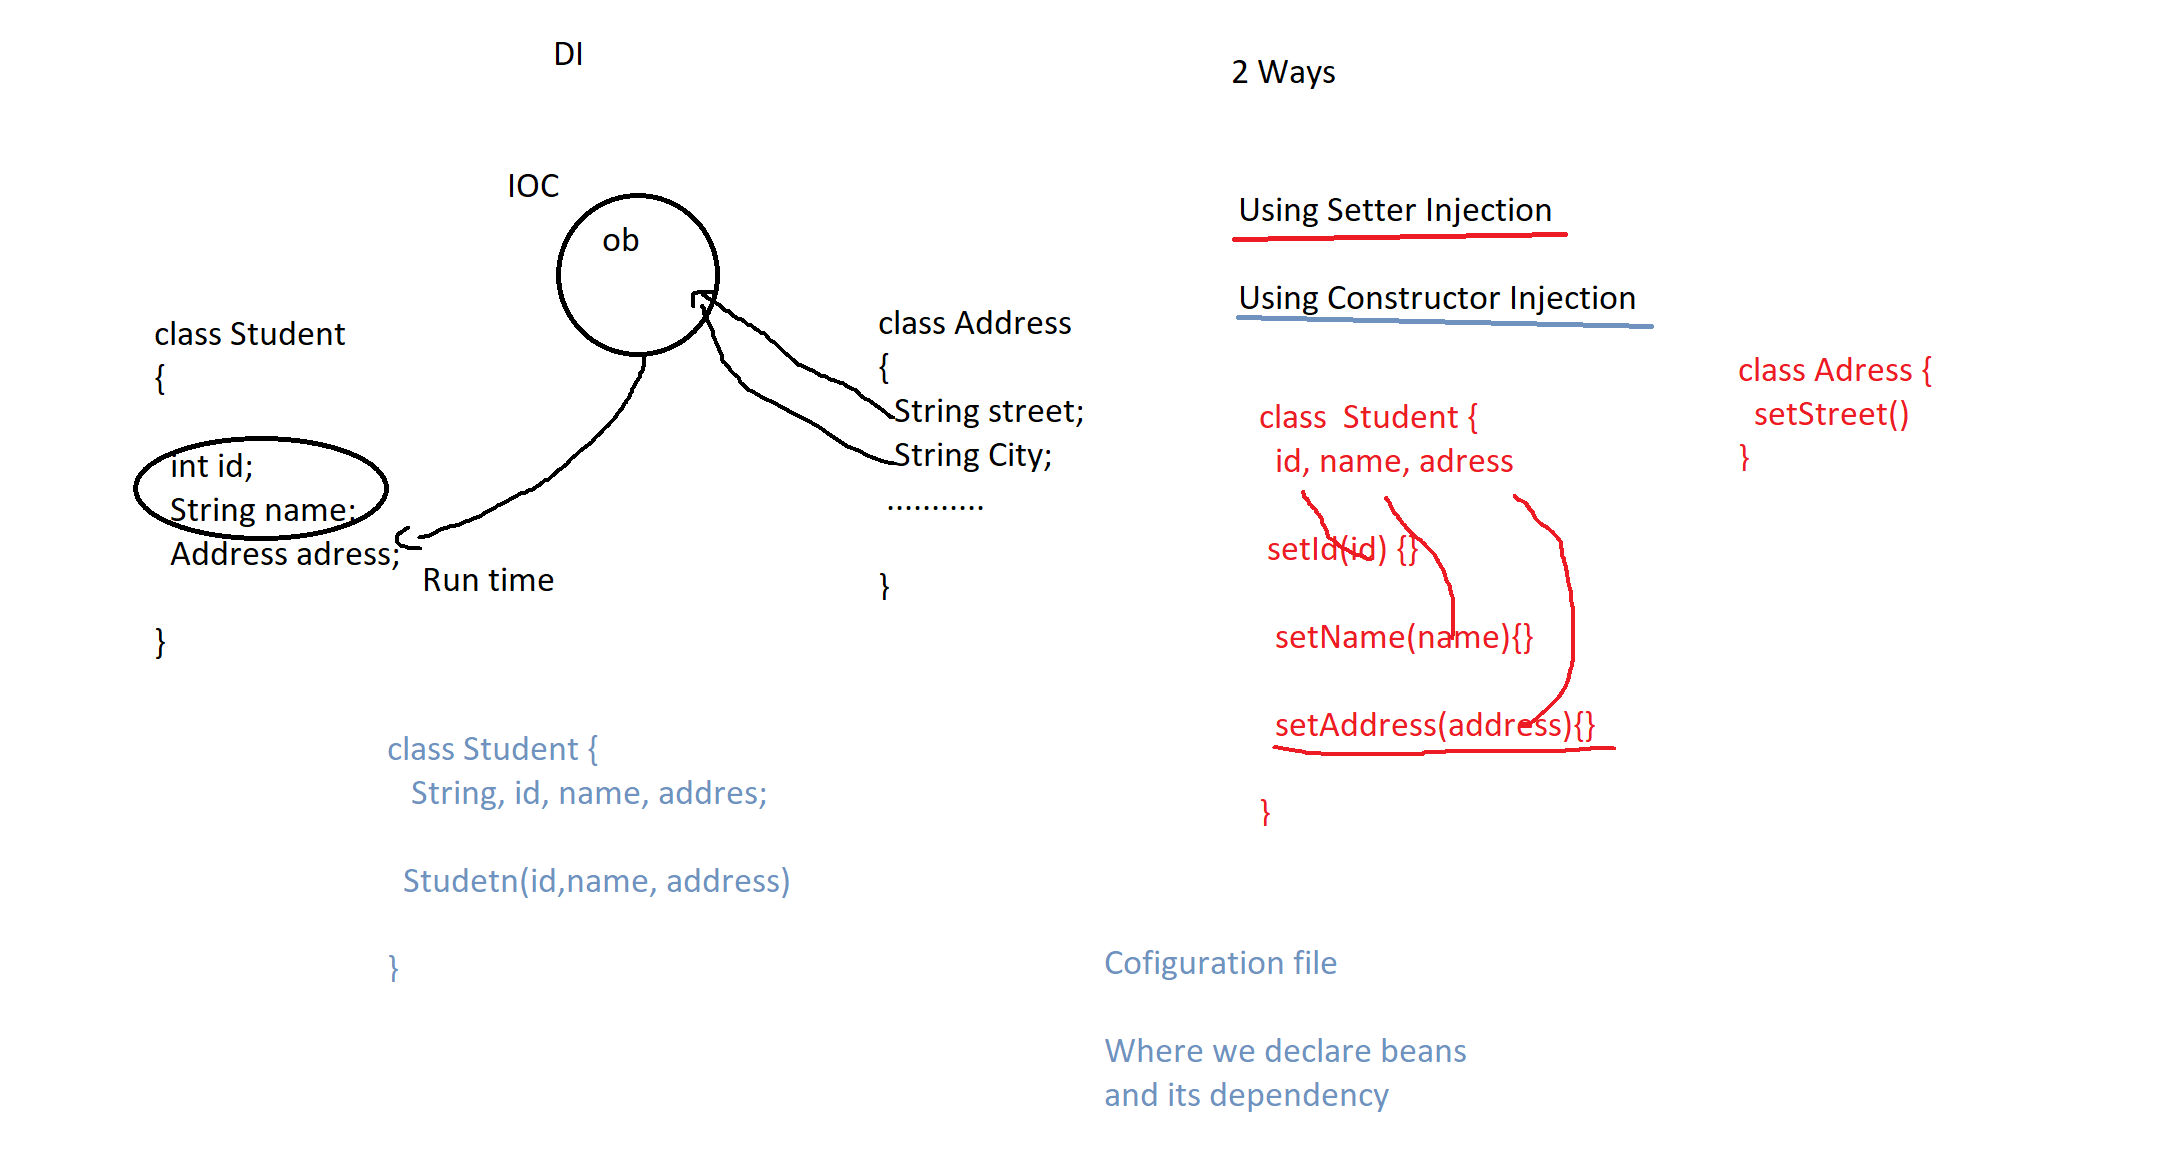 DI
IOC
ob
class Student
{
int id;
String name;
Address adress;
}
Run time
class Address
{
String street;
String City;
...........
}
class Student {
String, id, name, addres;
Studetn(id,name, address)
}
2 Ways
Using Setter Injection
Using Constructor Injection
class Student {
id, name, adress
setId(id) {}
setName(name){}
setAddress(address){}
}
class Adress {
setStreet()
}
Cofiguration file
Where we declare beans
and its dependency